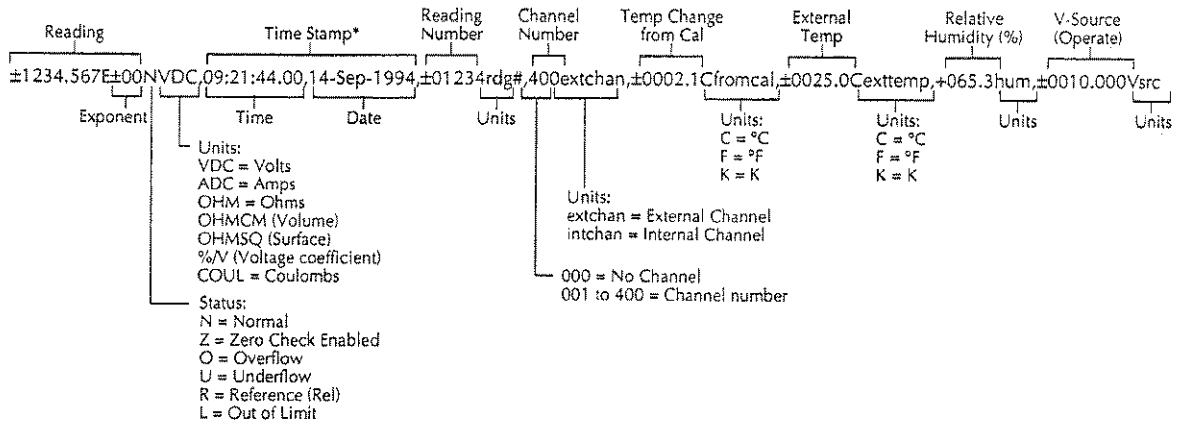 Reading
Time Stamp*
Reading
Number
Channel
Number
Temp Change
from Cal
External
Temp
Relative
Humidity (%)
V-Source
(Operate)
±1234.567E±00NVDC,09:21:44.00,14-Sep-1994,±01234rdg#,400extchan,±0002.1Cfromcal,±0025.0Cexttemp,+065.3hum,±0010.000Vsrc
Exponent
Time
Date
Units
Units:
C = °C
F = °F
K = K
Units:
C = °C
F = °F
K = K
Units
Units
Units:
VDC = Volts
ADC = Amps
OHM = Ohms
OHMCM (Volume)
OHMSQ (Surface)
%/V (Voltage coefficient)
COUL = Coulombs
Units:
extchan = External Channel
intchan = Internal Channel
000 = No Channel
001 to 400 = Channel number
Status:
N = Normal
Z = Zero Check Enabled
O = Overflow
U = Underflow
R = Reference (Rel)
L = Out of Limit